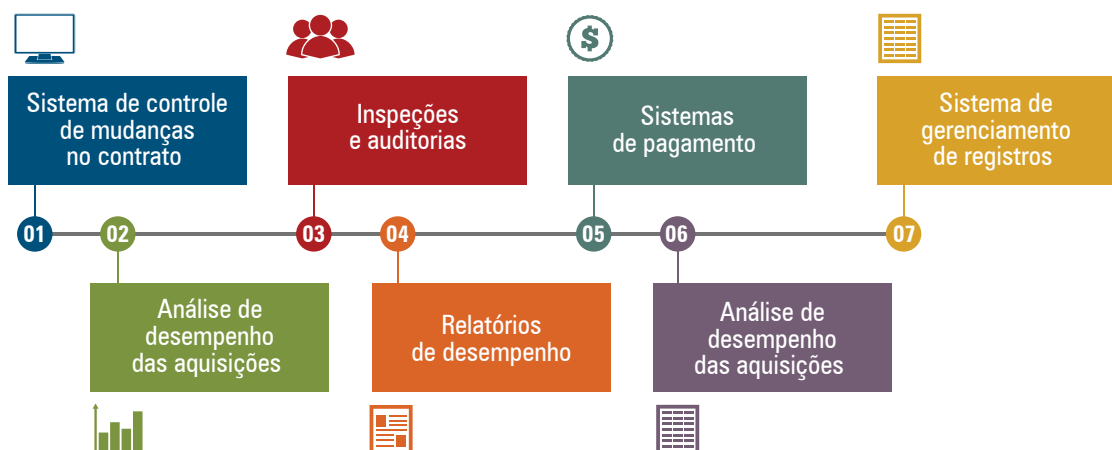 $
Sistema de controle
de mudanças
no contrato
Inspeções
e auditorias
Sistemas
de pagamento
Sistema de
gerenciamento
de registros
01
02
03
04
05
06
07
Análise de
desempenho
das aquisições
Relatórios
de desempenho
Análise de
desempenho
das aquisições